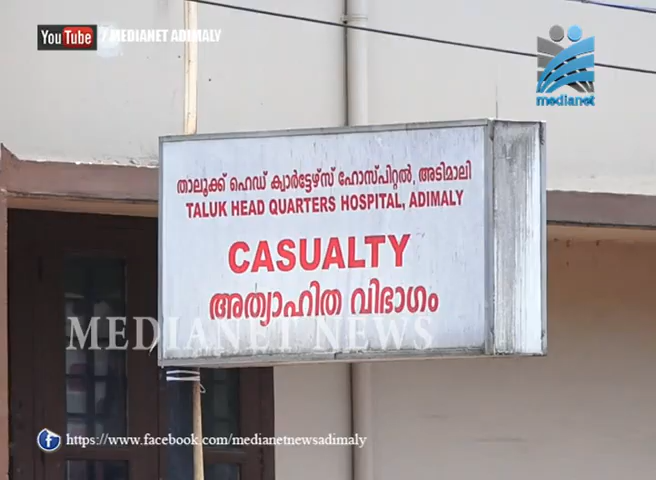 YouTube / MEDIANET ADIMALY
medianet
താലൂക്ക് ഹെഡ് ക്വാർട്ടേഴ്സ് ഹോസ്പിറ്റൽ, അടിമാലി
TALUK HEAD QUARTERS HOSPITAL, ADIMALY
CASUALTY
അത്യാഹിത വിഭാഗം
MEDIANET NEWS
https://www.facebook.com/medianetnewsadimaly